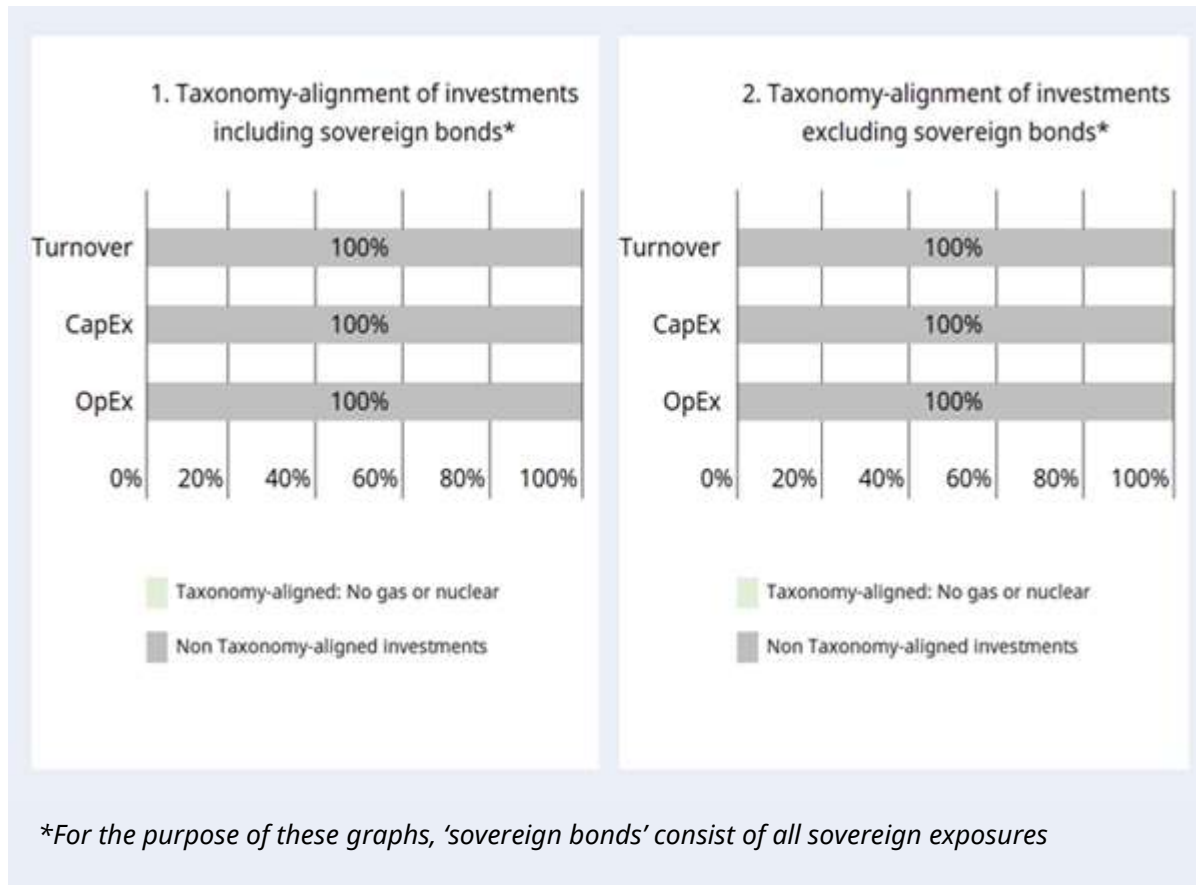 1. Taxonomy-alignment of investments
including sovereign bonds*
Turnover 100%
CapEx 100%
OpEx 100%
0% 20% 40% 60% 80% 100%
Taxonomy-aligned: No gas or nuclear
Non Taxonomy-aligned investments
2. Taxonomy-alignment of investments
excluding sovereign bonds*
Turnover 100%
CapEx 100%
OpEx 100%
0% 20% 40% 60% 80% 100%
Taxonomy-aligned: No gas or nuclear
Non Taxonomy-aligned investments
*For the purpose of these graphs, ‘sovereign bonds’ consist of all sovereign exposures